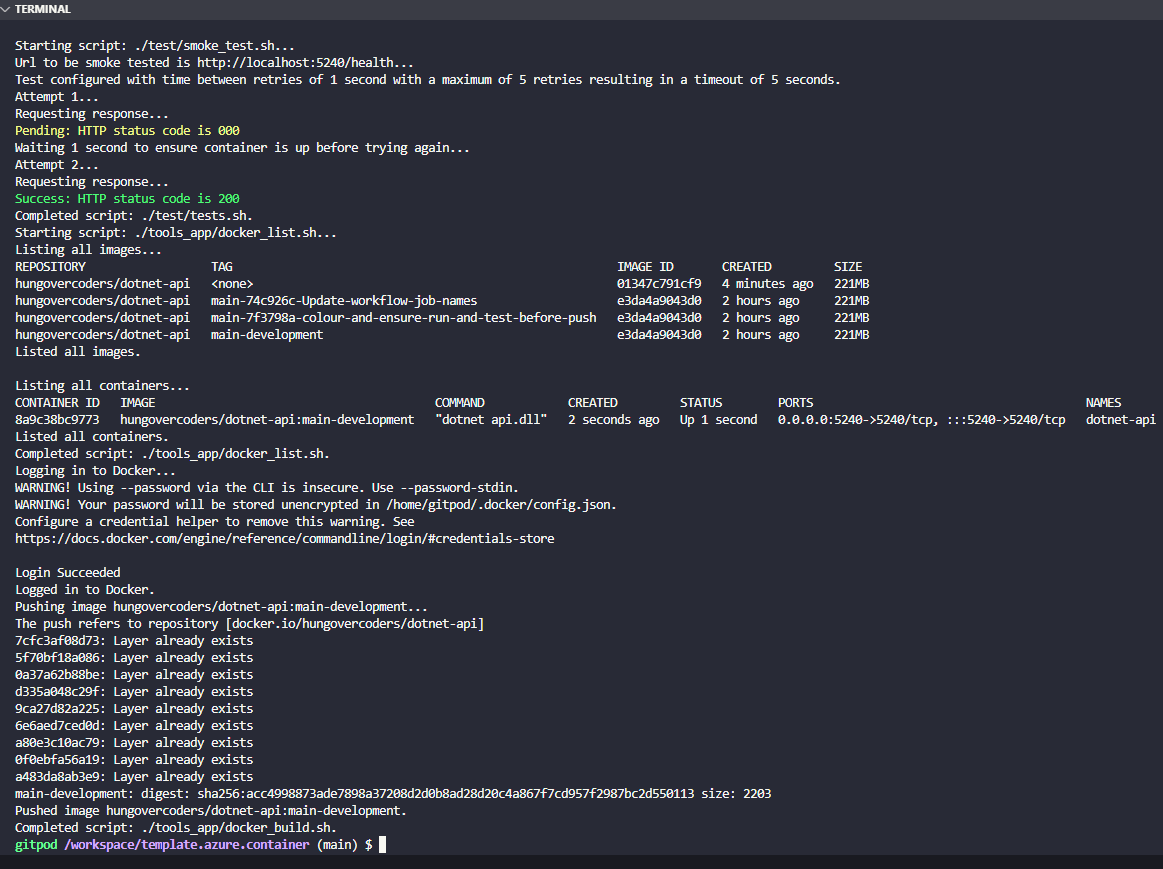 TERMINAL
Starting script: ./test/smoke_test.sh...
Url to be smoke tested is http://localhost:5240/health...
Test configured with time between retries of 1 second with a maximum of 5 retries resulting in a timeout of 5 seconds.
Attempt 1...
Requesting response...
Pending: HTTP status code is 000
Waiting 1 second to ensure container is up before trying again...
Attempt 2...
Requesting response...
Success: HTTP status code is 200
Completed script: ./test/tests.sh.
Starting script: ./tools_app/docker_list.sh...
Listing all images...
REPOSITORY TAG IMAGE ID CREATED SIZE
hungovercoders/dotnet-api <none> 01347c791cf9 4 minutes ago 221MB
hungovercoders/dotnet-api main-74c926c-Update-workflow-job-names e3da4a9043d0 2 hours ago 221MB
hungovercoders/dotnet-api main-7f3798a-colour-and-ensure-run-and-test-before-push e3da4a9043d0 2 hours ago 221MB
hungovercoders/dotnet-api main-development e3da4a9043d0 2 hours ago 221MB
Listed all images.
Listing all containers...
CONTAINER ID IMAGE COMMAND CREATED STATUS PORTS NAMES
8a9c38bc9773 hungovercoders/dotnet-api:main-development "dotnet api.dll" 2 seconds ago Up 1 second 0.0.0.0:5240->5240/tcp, :::5240->5240/tcp dotnet-api
Listed all containers.
Completed script: ./tools_app/docker_list.sh.
Logging in to Docker...
WARNING! Using --password via the CLI is insecure. Use --password-stdin.
WARNING! Your password will be stored unencrypted in /home/gitpod/.docker/config.json.
Configure a credential helper to remove this warning. See
https://docs.docker.com/engine/reference/commandline/login/#credentials-store
Login Succeeded
Logged in to Docker.
Pushing image hungovercoders/dotnet-api:main-development...
The push refers to repository [docker.io/hungovercoders/dotnet-api]
7cfc3af08d73: Layer already exists
5f70bf18a086: Layer already exists
0a37a62b88be: Layer already exists
d335a048c29f: Layer already exists
9ca27d82a225: Layer already exists
6e6aed7ced0d: Layer already exists
a80e3c10ac79: Layer already exists
0f0ebfa56a19: Layer already exists
a483da8ab3e9: Layer already exists
main-development: digest: sha256:acc4998873ade7898a37208d2d0b8ad28d20c4a867f7cd957f2987bc2d550113 size: 2203
Pushed image hungovercoders/dotnet-api:main-development.
Completed script: ./tools_app/docker_build.sh.
gitpod /workspace/template.azure.container (main) $